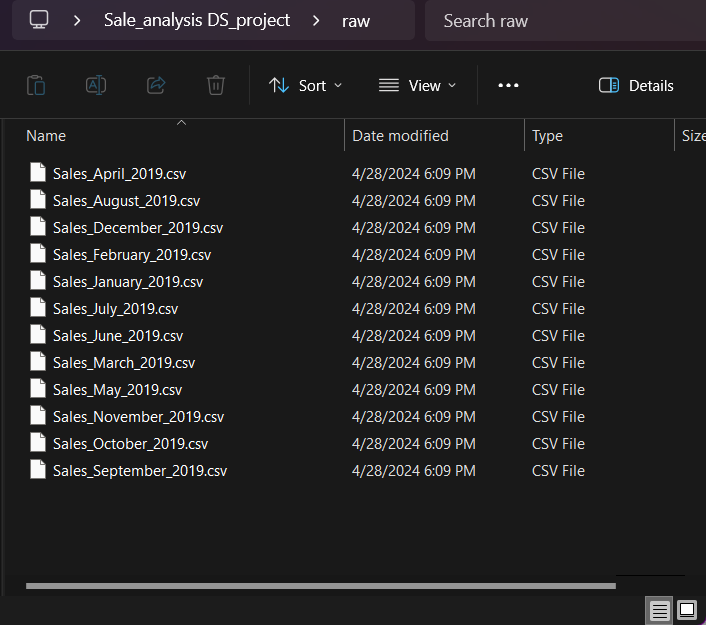 Sale_analysis DS_project > raw Search raw
Sort View Details
Name Date modified Type Size
Sales_April_2019.csv 4/28/2024 6:09 PM CSV File
Sales_August_2019.csv 4/28/2024 6:09 PM CSV File
Sales_December_2019.csv 4/28/2024 6:09 PM CSV File
Sales_February_2019.csv 4/28/2024 6:09 PM CSV File
Sales_January_2019.csv 4/28/2024 6:09 PM CSV File
Sales_July_2019.csv 4/28/2024 6:09 PM CSV File
Sales_June_2019.csv 4/28/2024 6:09 PM CSV File
Sales_March_2019.csv 4/28/2024 6:09 PM CSV File
Sales_May_2019.csv 4/28/2024 6:09 PM CSV File
Sales_November_2019.csv 4/28/2024 6:09 PM CSV File
Sales_October_2019.csv 4/28/2024 6:09 PM CSV File
Sales_September_2019.csv 4/28/2024 6:09 PM CSV File